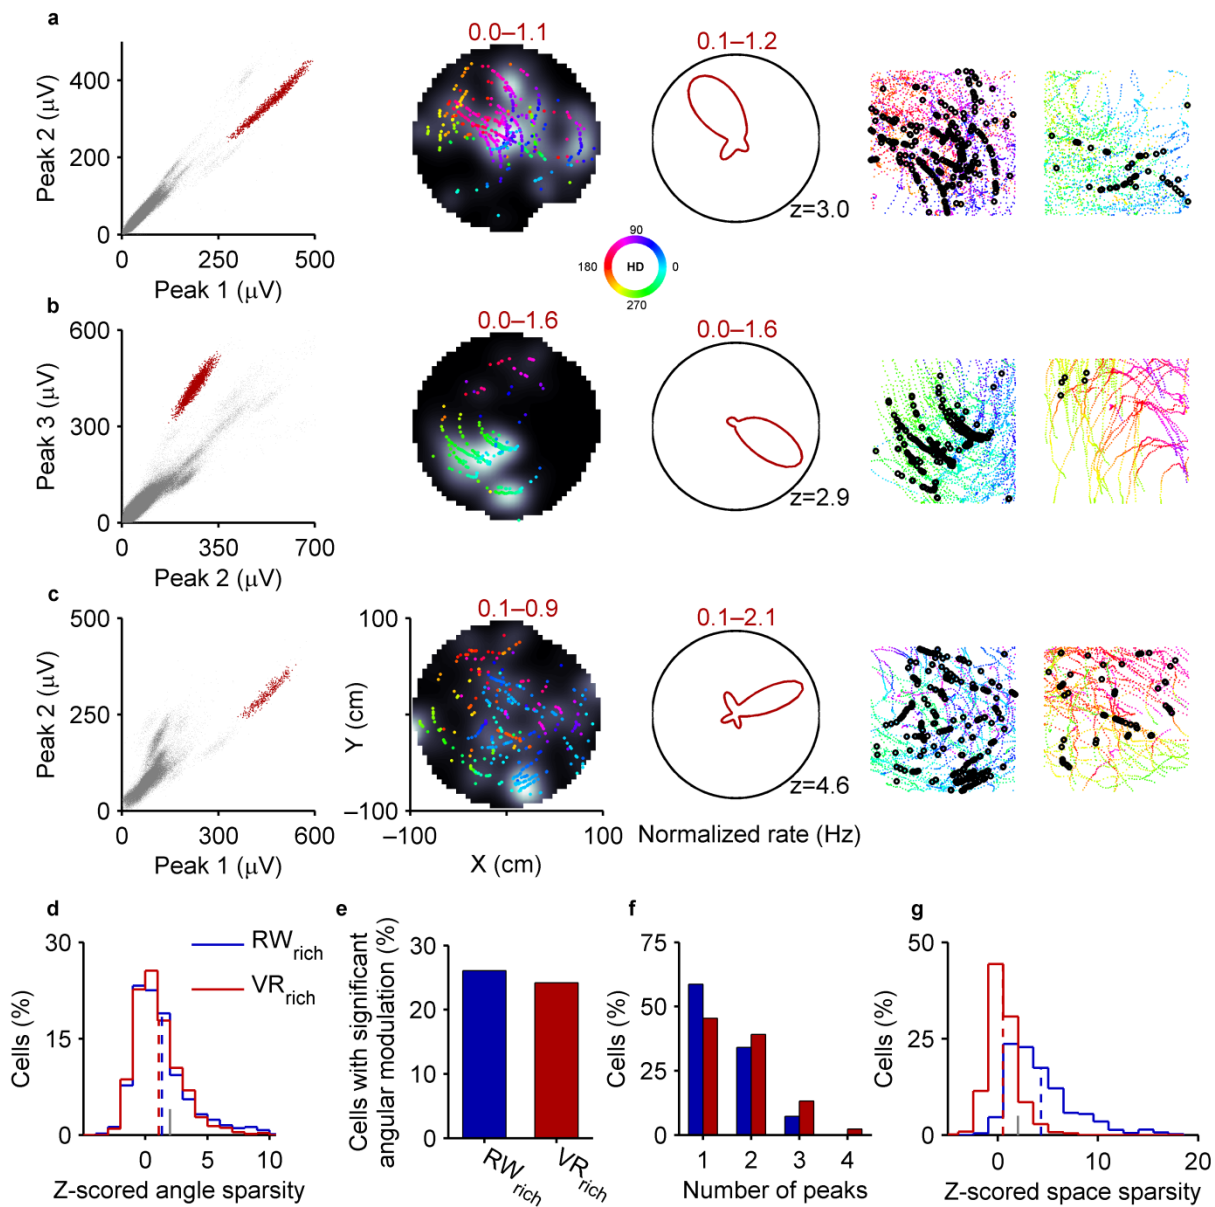 a
0.0–1.1
0.1–1.2
400
200
0
Peak 2 (μV)
0
250
500
Peak 1 (μV)
z=3.0
90
180
HD
0
270
b
0.0–1.6
0.0–1.6
600
300
0
Peak 3 (μV)
0
350
700
Peak 2 (μV)
z=2.9
c
0.1–0.9
0.1–2.1
500
250
0
Peak 2 (μV)
0
300
600
Peak 1 (μV)
100
Y (cm)
–100
–100
100
X (cm)
z=4.6
Normalized rate (Hz)
d
RWrich
VRrich
30
15
0
Cells (%)
0
5
10
Z-scored angle sparsity
e
Cells with significant
angular modulation (%)
30
20
10
0
RWrich
VRrich
f
75
50
25
0
Cells (%)
1
2
3
4
Number of peaks
g
50
25
0
Cells (%)
0
10
20
Z-scored space sparsity